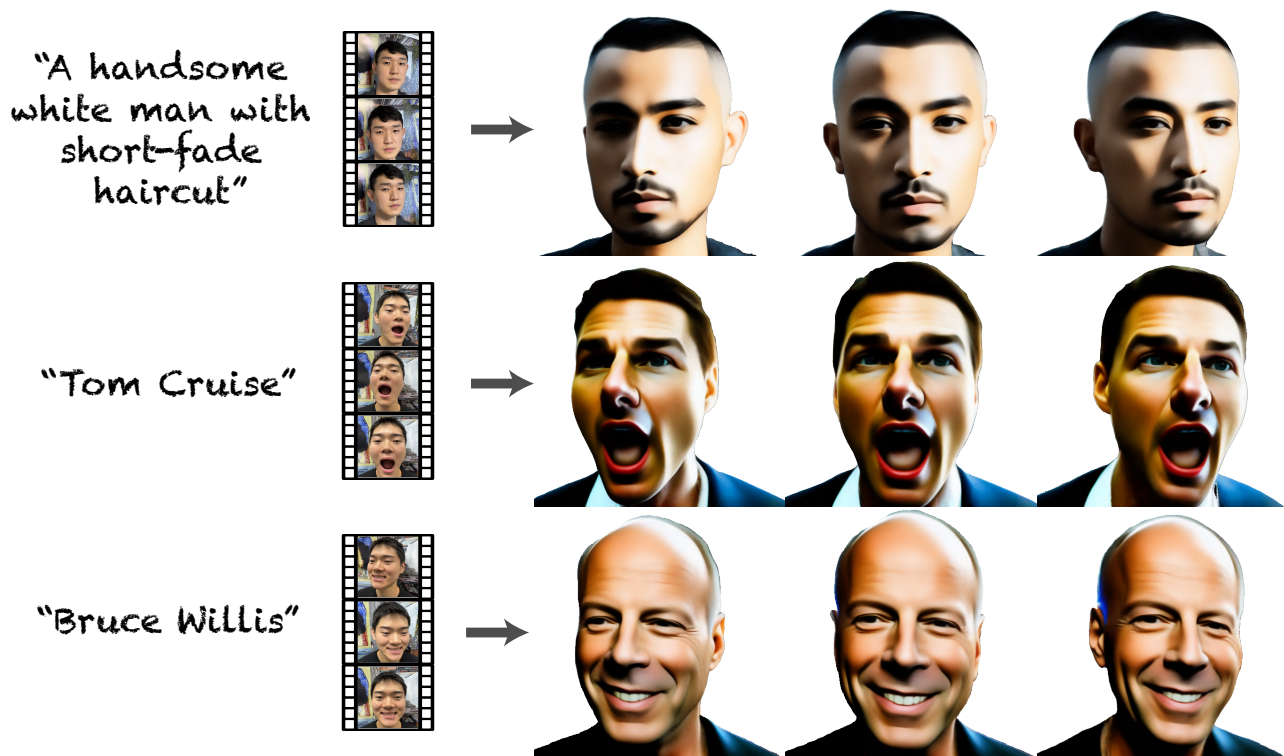 “A handsome
white man with
short-fade
haircut”
“Tom Cruise”
“Bruce Willis”